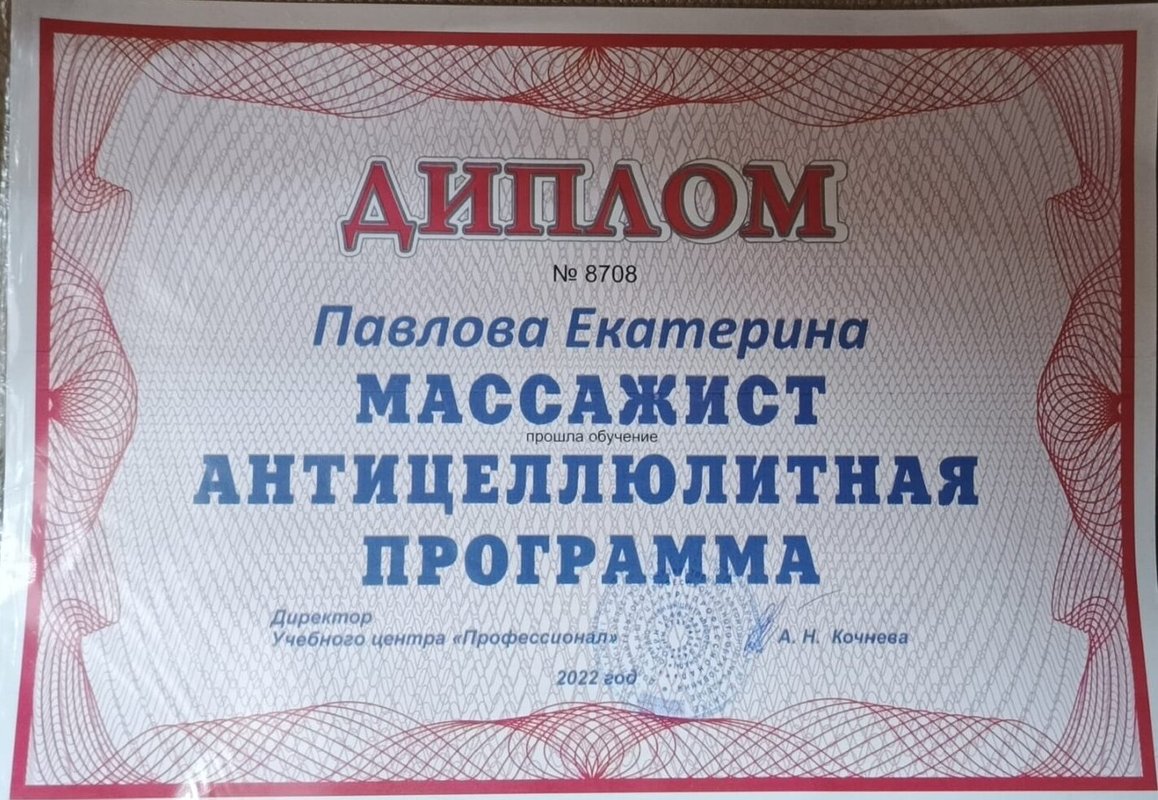 ДИПЛОМ
№ 8708
Павлова Екатерина
МАССАЖИСТ
прошла обучение
АНТИЦЕЛЛЮЛИТНАЯ
ПРОГРАММА
Директор
Учебного центра «Профессионал» А. Н. Кочнева
2022 год